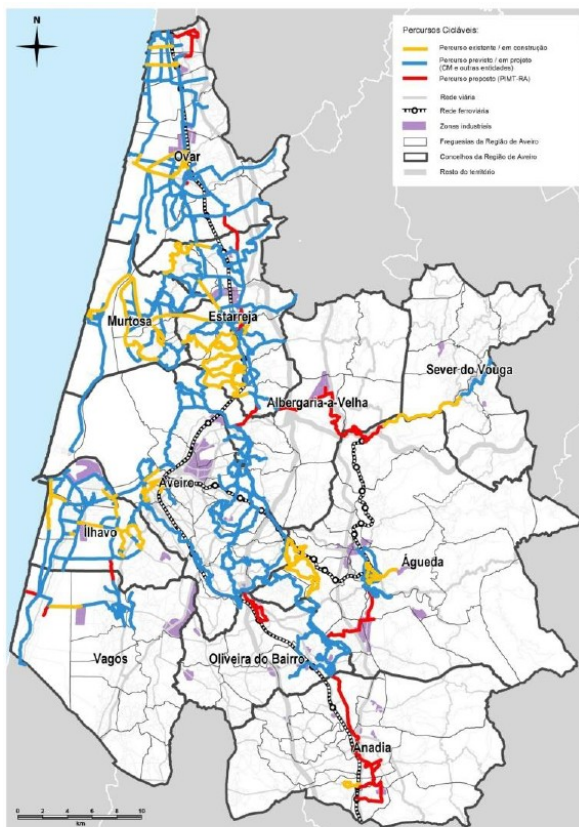 N
Percursos Cicláveis:
Percurso existente / em construção
Percurso previsto / em projeto
(CM e outras entidades)
Percurso proposto (PIMT-RA)
Rede viária
Rede ferroviária
Zonas industriais
Freguesias da Região de Aveiro
Concelhos da Região de Aveiro
Resto do território
Ovar
Murtosa
Estarreja
Sever do Vouga
Albergaria-a-Velha
Aveiro
Ílhavo
Águeda
Vagos
Oliveira do Bairro
Anadia
0 2 4 6 8 10
km